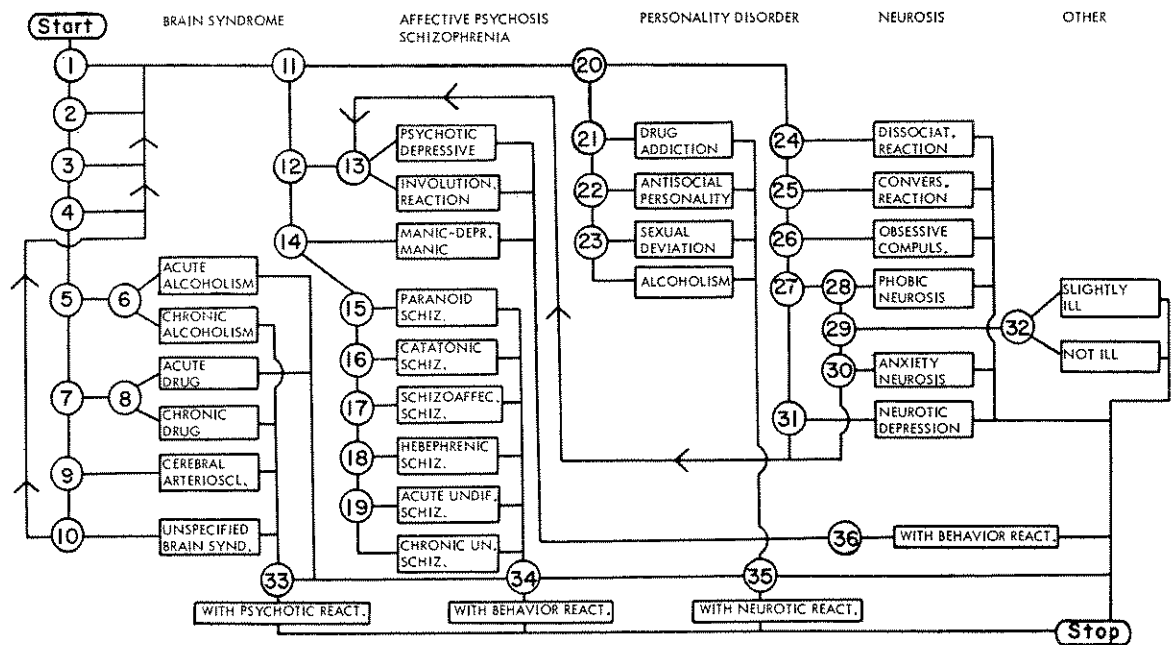 BRAIN SYNDROME
AFFECTIVE PSYCHOSIS
SCHIZOPHRENIA
PERSONALITY DISORDER
NEUROSIS
OTHER
Start
1
11
20
2
3
4
12
13
PSYCHOTIC
DEPRESSIVE
INVOLUTION.
REACTION
14
MANIC-DEPR.
MANIC
21
DRUG
ADDICTION
22
ANTISOCIAL
PERSONALITY
23
SEXUAL
DEVIATION
ALCOHOLISM
24
DISSOCIAT.
REACTION
25
CONVERS.
REACTION
26
OBSESSIVE
COMPULS.
27
28
PHOBIC
NEUROSIS
29
32
SLIGHTLY
ILL
NOT ILL
30
ANXIETY
NEUROSIS
31
NEUROTIC
DEPRESSION
5
6
ACUTE
ALCOHOLISM
CHRONIC
ALCOHOLISM
7
8
ACUTE
DRUG
CHRONIC
DRUG
9
CEREBRAL
ARTERIOSCL.
10
UNSPECIFIED
BRAIN SYND.
15
PARANOID
SCHIZ.
16
CATATONIC
SCHIZ.
17
SCHIZOAFFEC.
SCHIZ.
18
HEBEPHRENIC
SCHIZ.
19
ACUTE UNDIF.
SCHIZ.
CHRONIC UN.
SCHIZ.
36
WITH BEHAVIOR REACT.
33
34
35
WITH PSYCHOTIC REACT.
WITH BEHAVIOR REACT.
WITH NEUROTIC REACT.
Stop